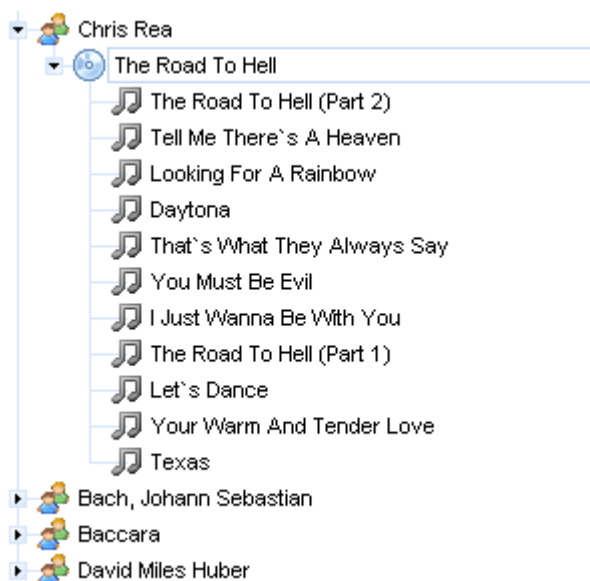 Chris Rea
The Road To Hell
The Road To Hell (Part 2)
Tell Me There`s A Heaven
Looking For A Rainbow
Daytona
That`s What They Always Say
You Must Be Evil
I Just Wanna Be With You
The Road To Hell (Part 1)
Let`s Dance
Your Warm And Tender Love
Texas
Bach, Johann Sebastian
Baccara
David Miles Huber